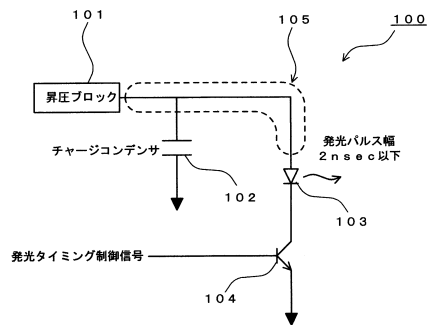 101
105
100
昇圧ブロック
発光パルス幅
2nsec以下
チャージコンデンサ
102
103
発光タイミング制御信号
104